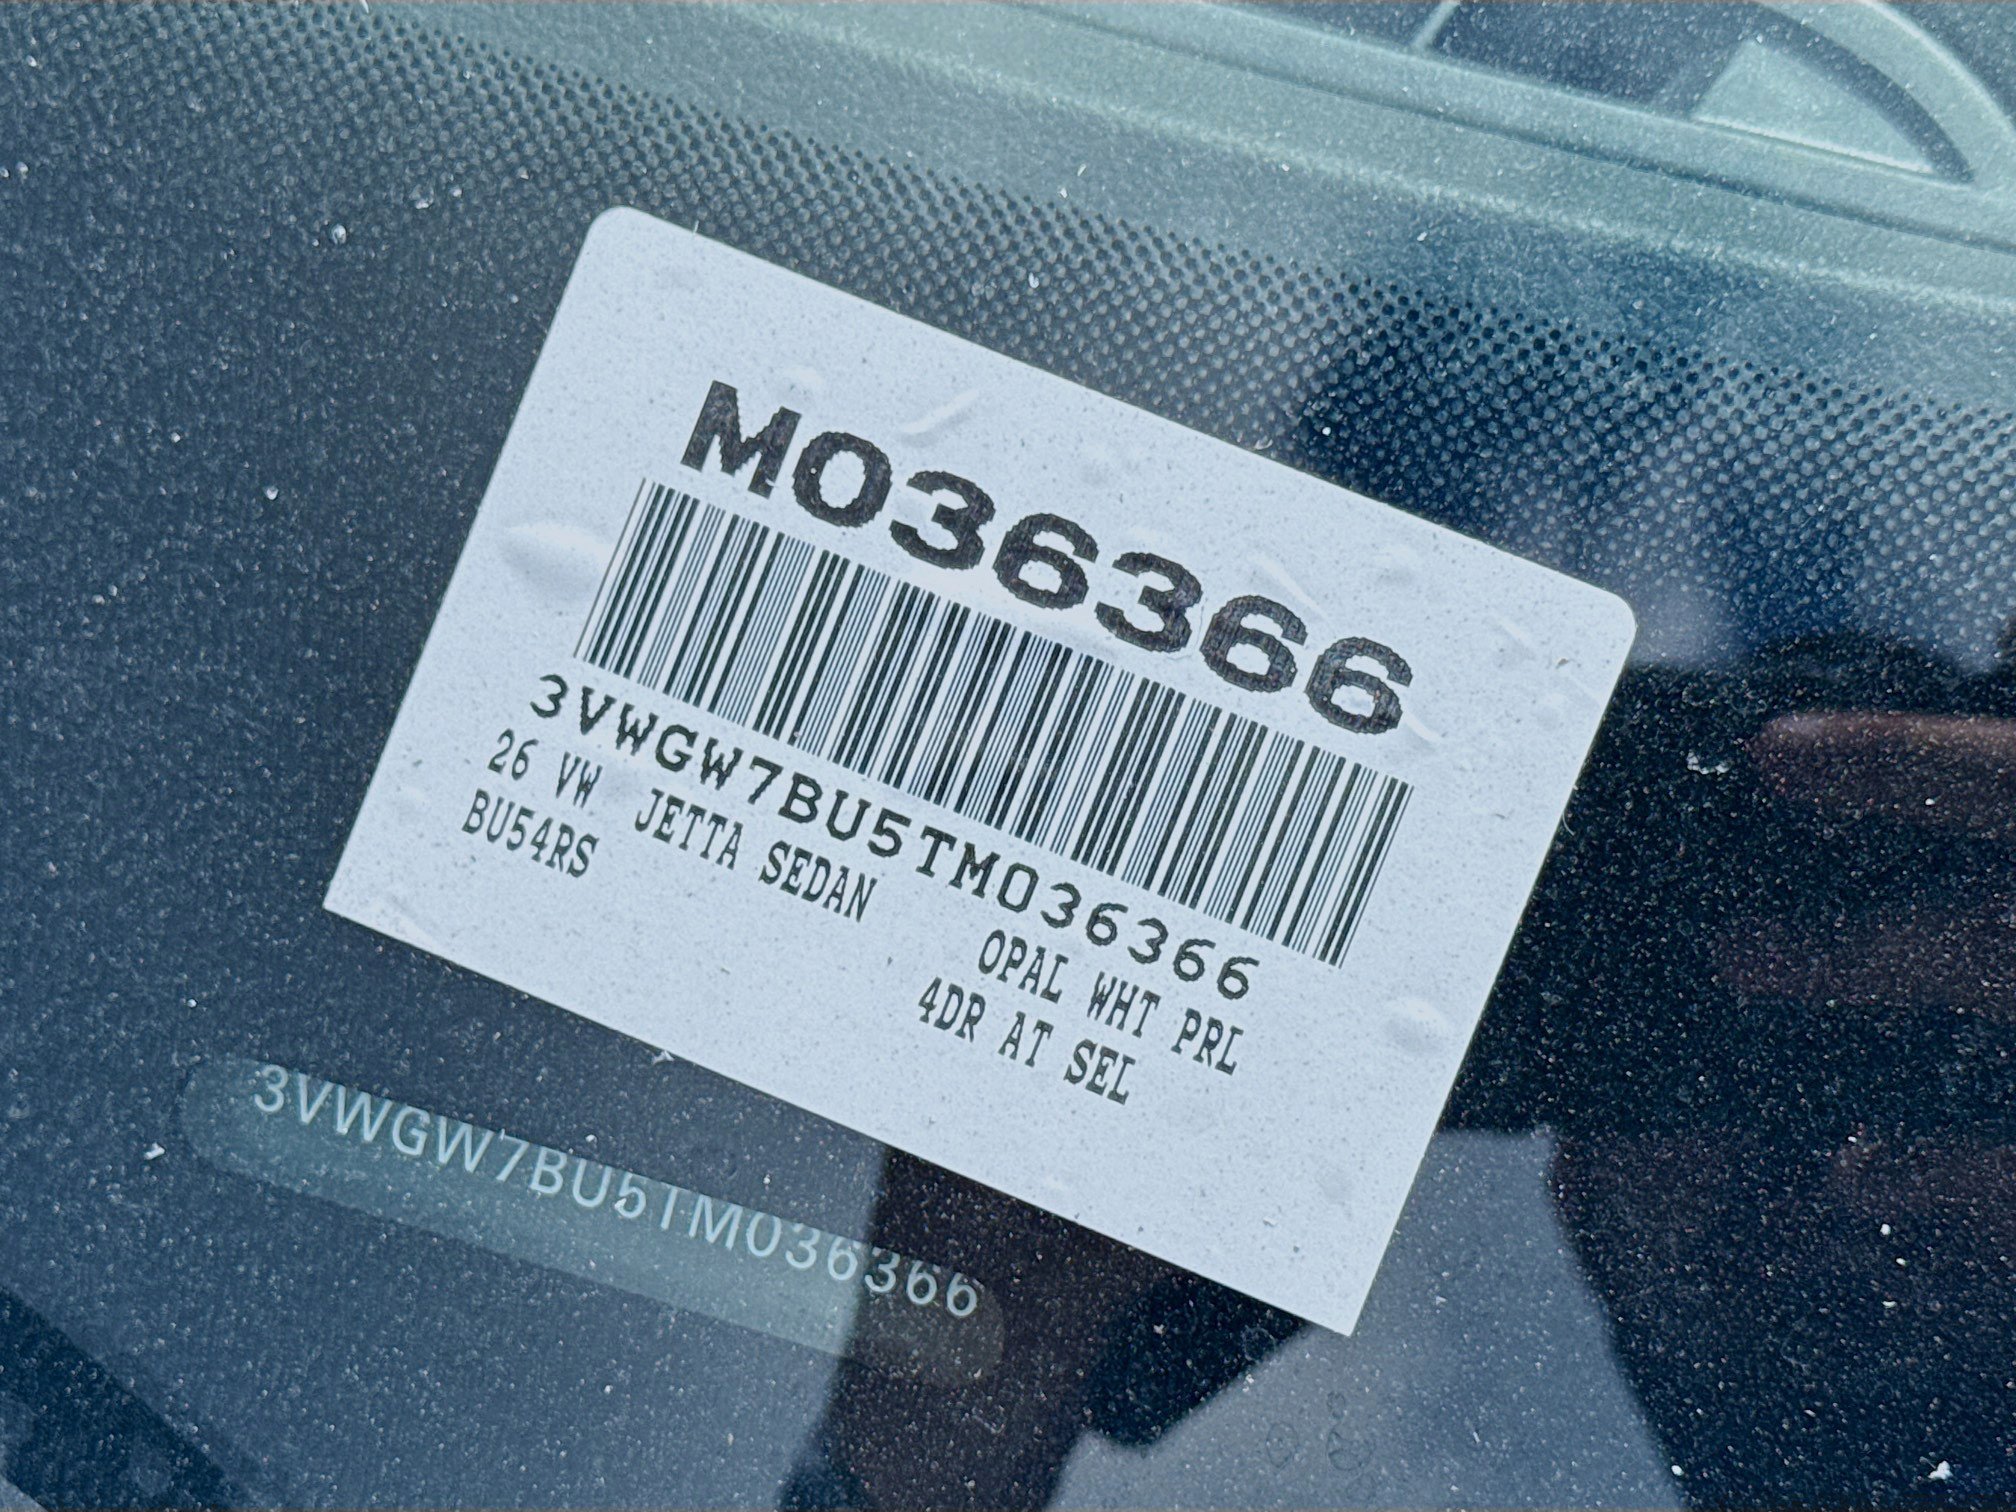 M036366
3VWGW7BU5TM036366
26 VW JETTA SEDAN OPAL WHT PRL
BU54RS 4DR AT SEL
3VWGW7BU5TM036366